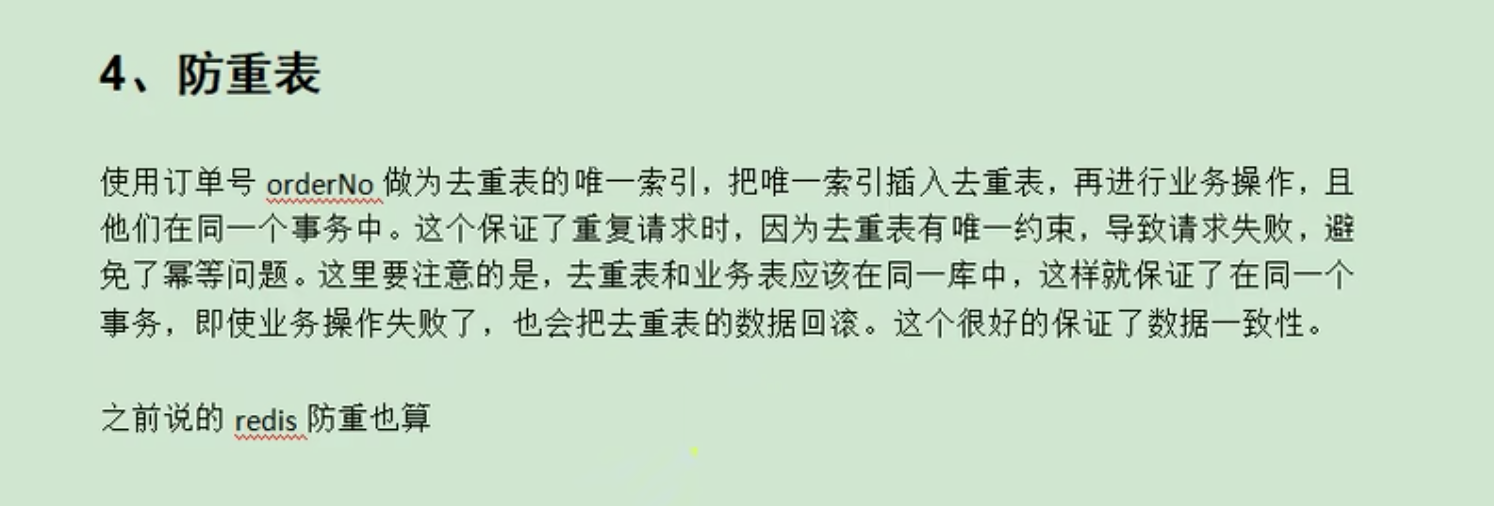 4、防重表
使用订单号 orderNo 做为去重表的唯一索引，把唯一索引插入去重表，再进行业务操作，且
他们在同一个事务中。这个保证了重复请求时，因为去重表有唯一约束，导致请求失败，避
免了幂等问题。这里要注意的是，去重表和业务表应该在同一库中，这样就保证了在同一个
事务，即使业务操作失败了，也会把去重表的数据回滚。这个很好的保证了数据一致性。
之前说的 redis 防重也算